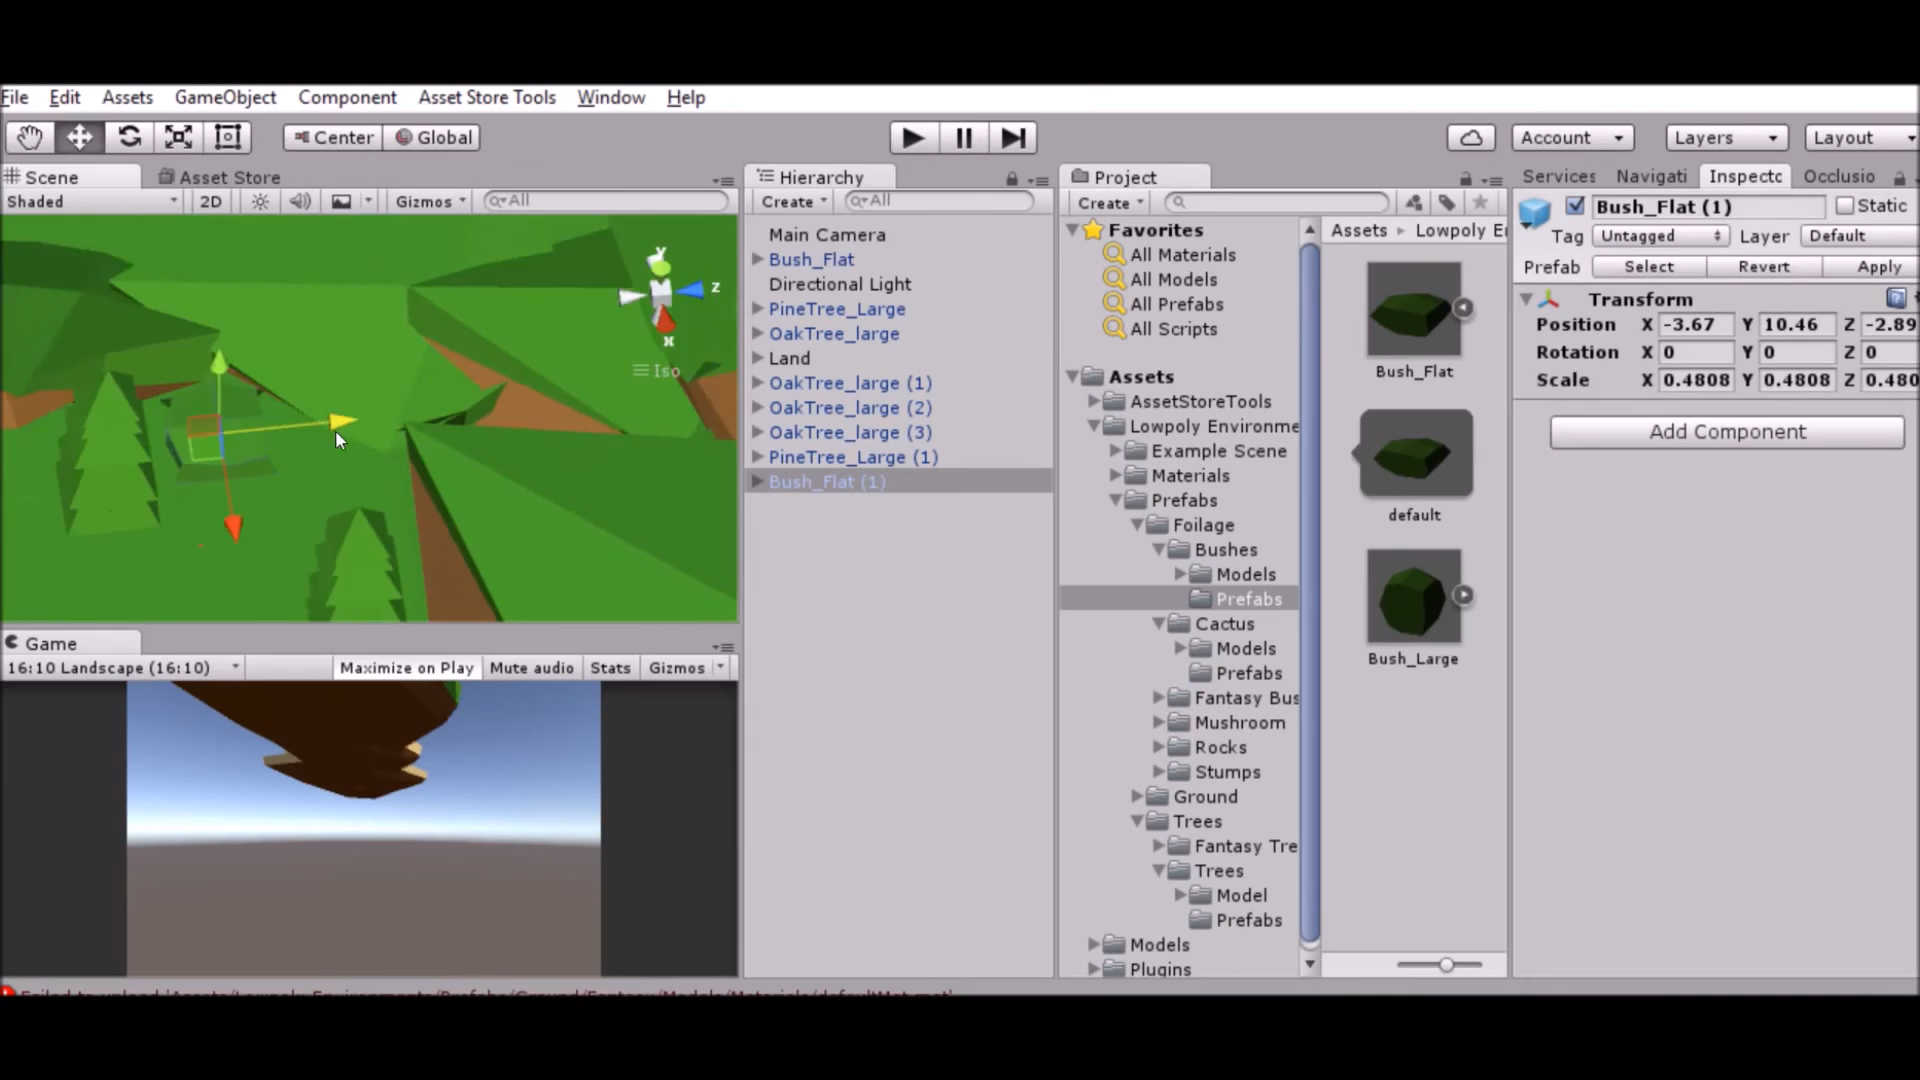 File Edit Assets GameObject Component Asset Store Tools Window Help
Center Global Account Layers Layout
Scene Asset Store
Shaded 2D Gizmos All
y
z
x
Iso
Game
16:10 Landscape (16:10) Maximize on Play Mute audio Stats Gizmos
Hierarchy
Create All
Main Camera
Bush_Flat
Directional Light
PineTree_Large
OakTree_large
Land
OakTree_large (1)
OakTree_large (2)
OakTree_large (3)
PineTree_Large (1)
Bush_Flat (1)
Project
Create
Favorites
All Materials
All Models
All Prefabs
All Scripts
Assets
AssetStoreTools
Lowpoly Environme
Example Scene
Materials
Prefabs
Foilage
Bushes
Models
Prefabs
Cactus
Models
Prefabs
Fantasy Bus
Mushroom
Rocks
Stumps
Ground
Trees
Fantasy Tre
Trees
Model
Prefabs
Models
Plugins
Assets Lowpoly E
Bush_Flat
default
Bush_Large
Services Navigati Inspecto Occlusio
Bush_Flat (1) Static
Tag Untagged Layer Default
Prefab Select Revert Apply
Transform
Position X -3.67 Y 10.46 Z -2.89
Rotation X 0 Y 0 Z 0
Scale X 0.4808 Y 0.4808 Z 0.480
Add Component